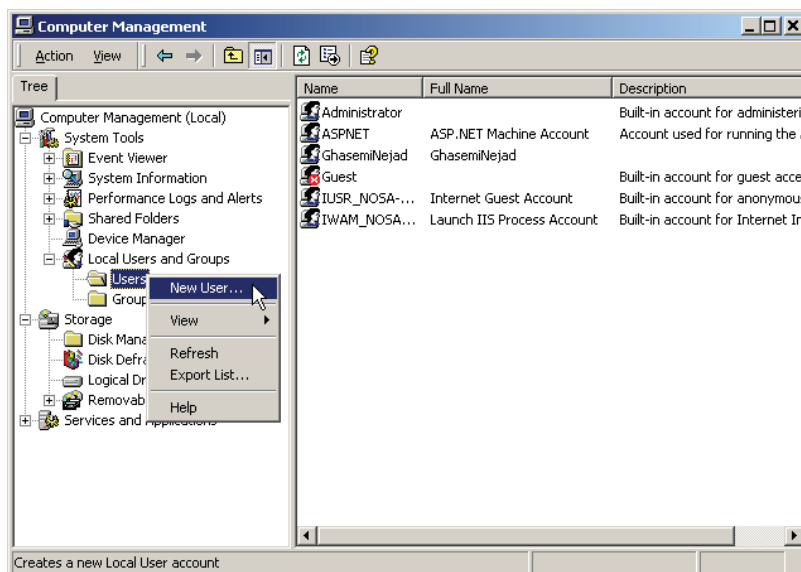 Computer Management
Action View
Tree
Computer Management (Local)
System Tools
Event Viewer
System Information
Performance Logs and Alerts
Shared Folders
Device Manager
Local Users and Groups
Users
Group
Storage
Disk Mana
Disk Defra
Logical Dr
Removab
Services and Applications
New User...
View
Refresh
Export List...
Help
Name Full Name Description
Administrator Built-in account for administeri
ASPNET ASP.NET Machine Account Account used for running the
GhasemiNejad GhasemiNejad
Guest Built-in account for guest acce
IUSR_NOSA-... Internet Guest Account Built-in account for anonymous
IWAM_NOSA... Launch IIS Process Account Built-in account for Internet In
Creates a new Local User account